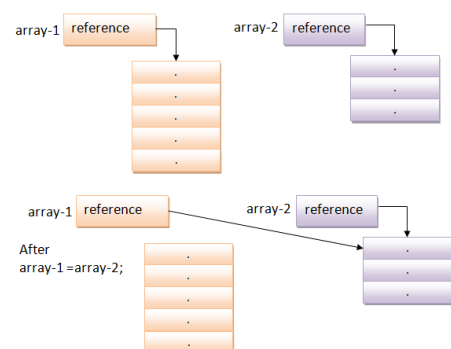 array-1 reference
array-2 reference
.
.
.
.
.
.
.
.
array-1 reference
array-2 reference
After
array-1 =array-2;
.
.
.
.
.
.
.
.